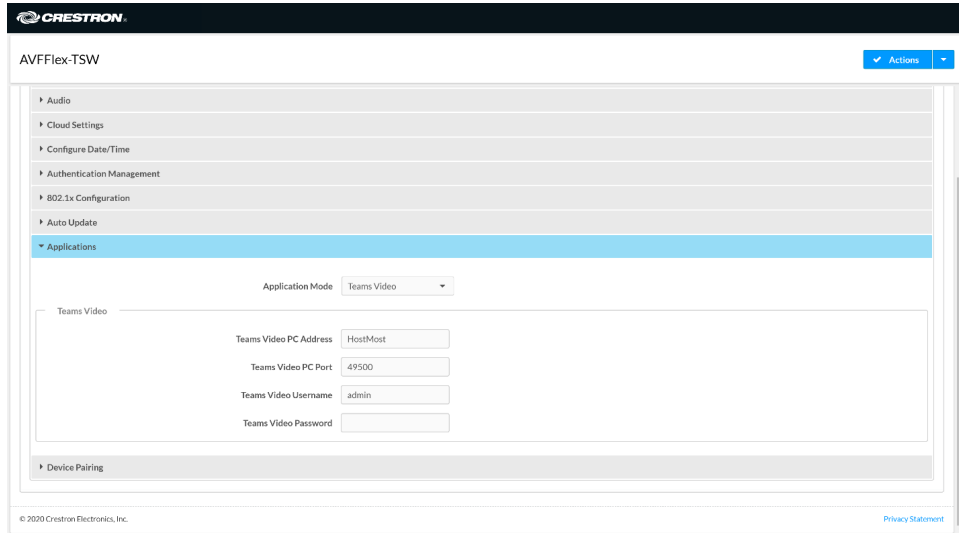 CRESTRON
AVFFlex-TSW
Actions
Audio
Cloud Settings
Configure Date/Time
Authentication Management
802.1x Configuration
Auto Update
Applications
Application Mode Teams Video
Teams Video
Teams Video PC Address HostMost
Teams Video PC Port 49500
Teams Video Username admin
Teams Video Password
Device Pairing
© 2020 Crestron Electronics, Inc. Privacy Statement